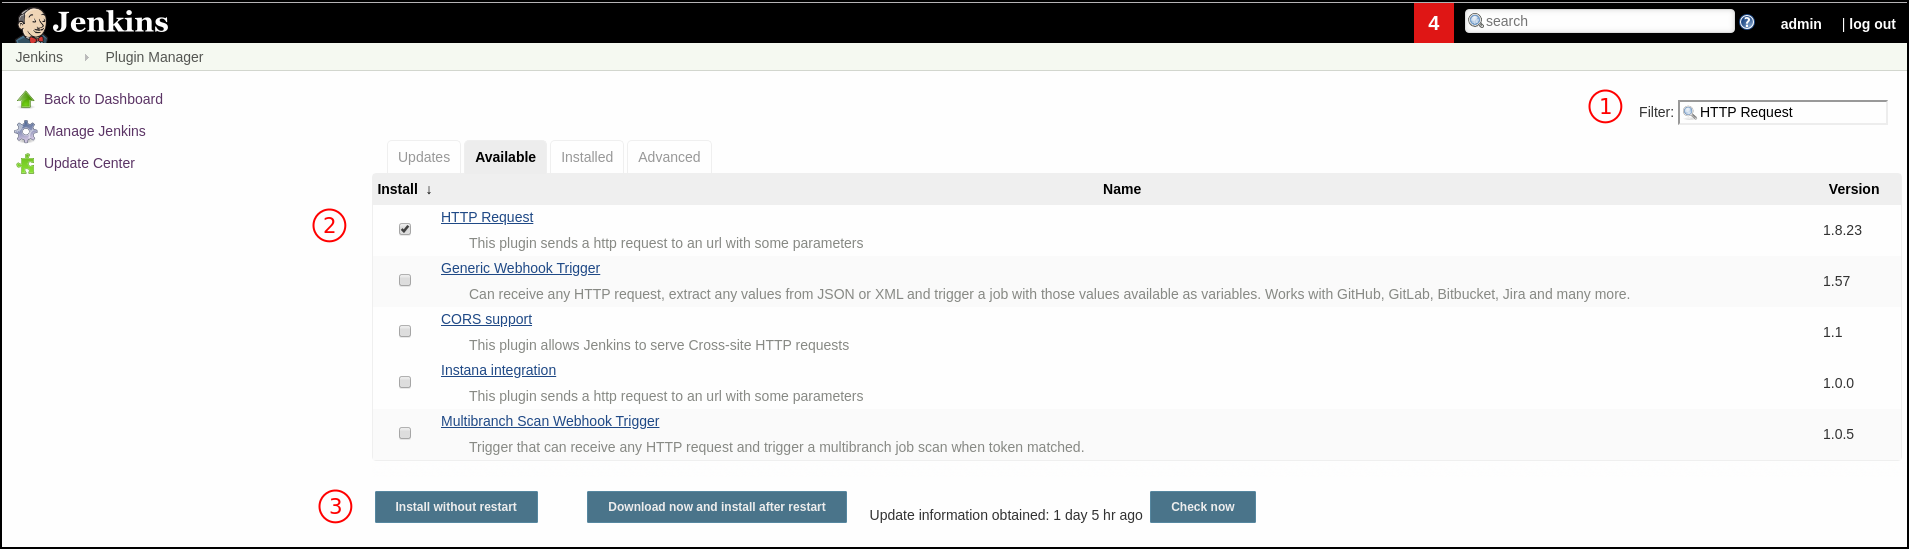 Jenkins
4
search
admin
| log out
Jenkins
Plugin Manager
Back to Dashboard
Manage Jenkins
Update Center
1
Filter:
HTTP Request
Updates
Available
Installed
Advanced
Install ↓
Name
Version
2
HTTP Request
This plugin sends a http request to an url with some parameters
1.8.23
Generic Webhook Trigger
Can receive any HTTP request, extract any values from JSON or XML and trigger a job with those values available as variables. Works with GitHub, GitLab, Bitbucket, Jira and many more.
1.57
CORS support
This plugin allows Jenkins to serve Cross-site HTTP requests
1.1
Instana integration
This plugin sends a http request to an url with some parameters
1.0.0
Multibranch Scan Webhook Trigger
Trigger that can receive any HTTP request and trigger a multibranch job scan when token matched.
1.0.5
3
Install without restart
Download now and install after restart
Update information obtained: 1 day 5 hr ago
Check now